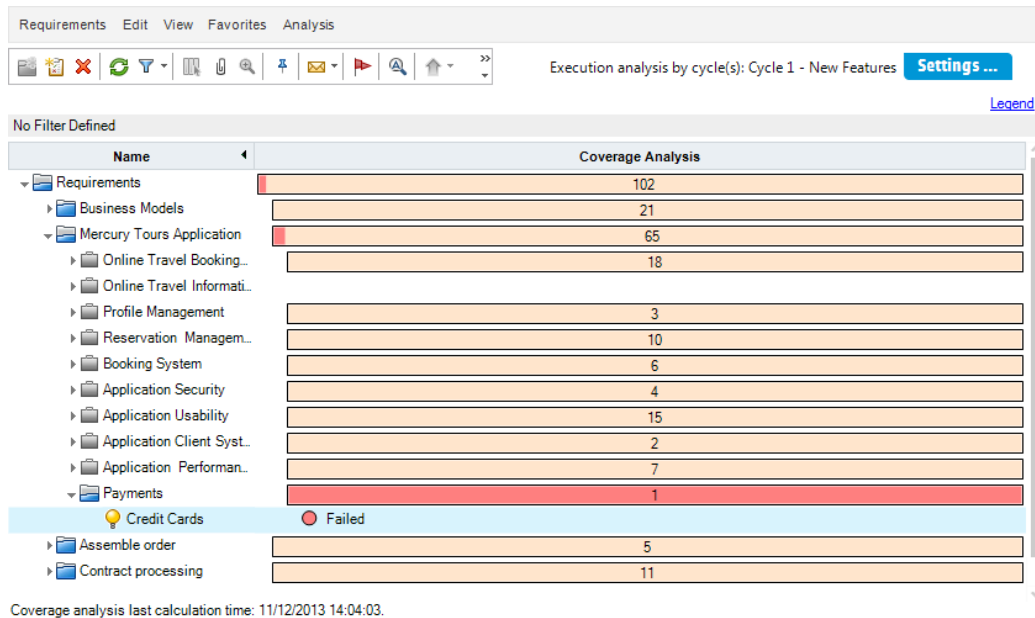 Requirements Edit View Favorites Analysis
Execution analysis by cycle(s): Cycle 1 - New Features Settings ...
Legend
No Filter Defined
Name Coverage Analysis
Requirements 102
Business Models 21
Mercury Tours Application 65
Online Travel Booking... 18
Online Travel Informati...
Profile Management 3
Reservation Managem... 10
Booking System 6
Application Security 4
Application Usability 15
Application Client Syst... 2
Application Performan... 7
Payments 1
Credit Cards Failed
Assemble order 5
Contract processing 11
Coverage analysis last calculation time: 11/12/2013 14:04:03.